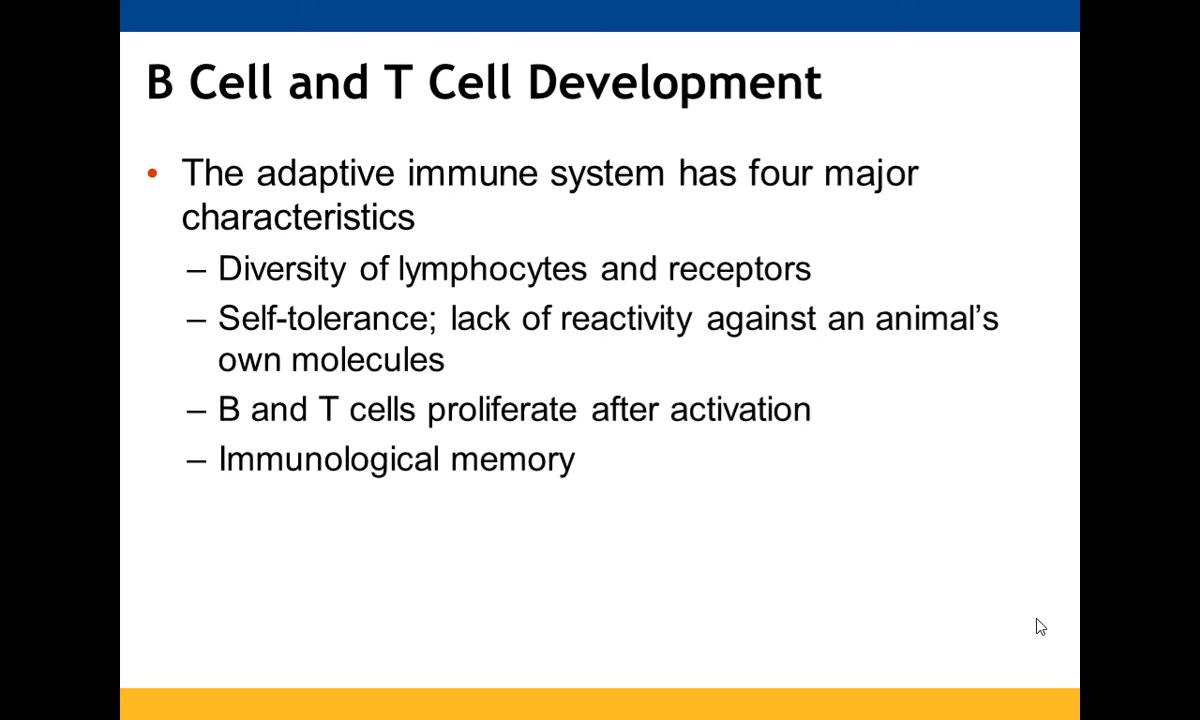 B Cell and T Cell Development
• The adaptive immune system has four major
characteristics
– Diversity of lymphocytes and receptors
– Self-tolerance; lack of reactivity against an animal’s
own molecules
– B and T cells proliferate after activation
– Immunological memory